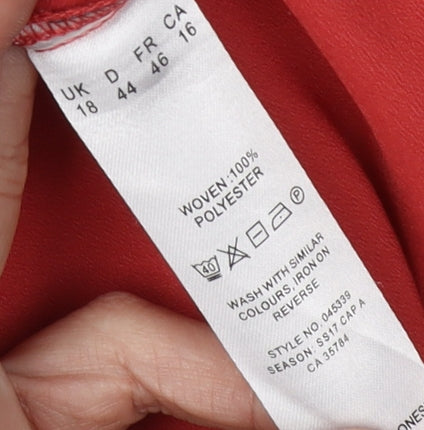 UK D FR CA
18 44 46 16
WOVEN:100%
POLYESTER
40 P
WASH WITH SIMILAR
COLOURS, IRON ON
REVERSE
STYLE NO. 045339
SEASON: SS17 CAP A
CA 35784